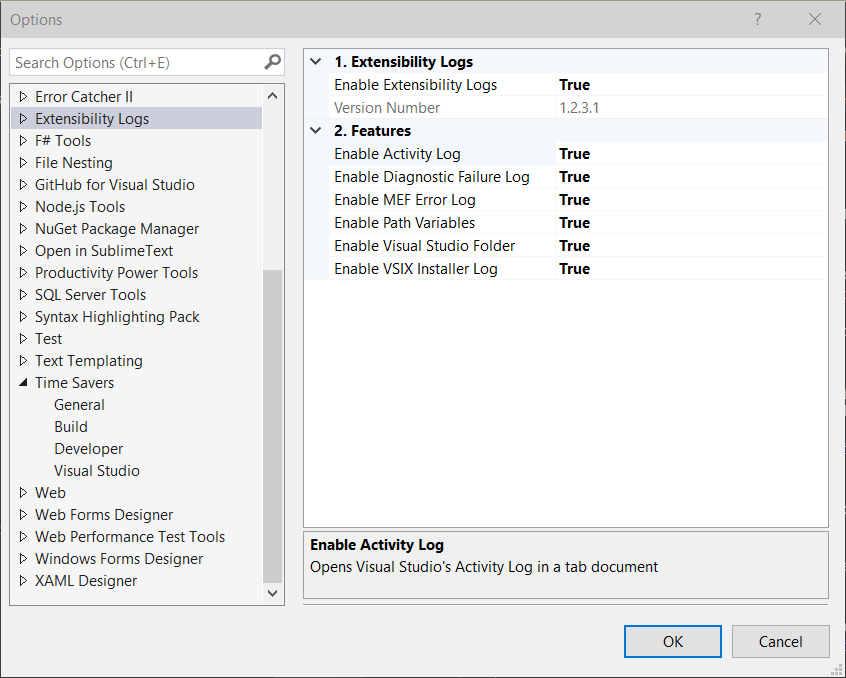 Options
?
Search Options (Ctrl+E)
Error Catcher II
Extensibility Logs
F# Tools
File Nesting
GitHub for Visual Studio
Node.js Tools
NuGet Package Manager
Open in SublimeText
Productivity Power Tools
SQL Server Tools
Syntax Highlighting Pack
Test
Text Templating
Time Savers
General
Build
Developer
Visual Studio
Web
Web Forms Designer
Web Performance Test Tools
Windows Forms Designer
XAML Designer
1. Extensibility Logs
Enable Extensibility Logs True
Version Number 1.2.3.1
2. Features
Enable Activity Log True
Enable Diagnostic Failure Log True
Enable MEF Error Log True
Enable Path Variables True
Enable Visual Studio Folder True
Enable VSIX Installer Log True
Enable Activity Log
Opens Visual Studio's Activity Log in a tab document
OK Cancel